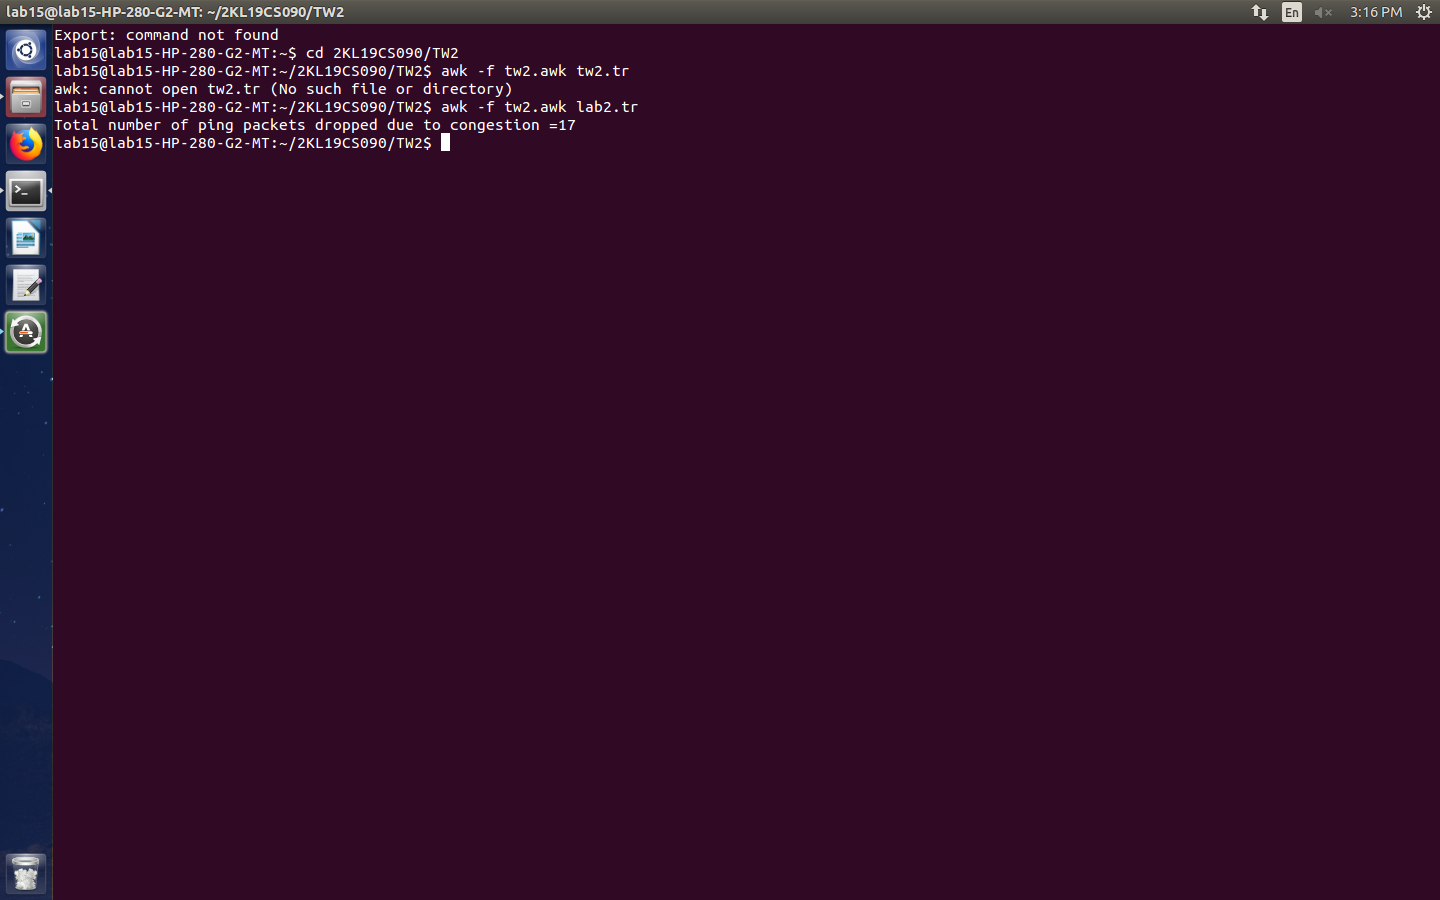 lab15@lab15-HP-280-G2-MT: ~/2KL19CS090/TW2
En
3:16 PM
Export: command not found
lab15@lab15-HP-280-G2-MT:~$ cd 2KL19CS090/TW2
lab15@lab15-HP-280-G2-MT:~/2KL19CS090/TW2$ awk -f tw2.awk tw2.tr
awk: cannot open tw2.tr (No such file or directory)
lab15@lab15-HP-280-G2-MT:~/2KL19CS090/TW2$ awk -f tw2.awk lab2.tr
Total number of ping packets dropped due to congestion =17
lab15@lab15-HP-280-G2-MT:~/2KL19CS090/TW2$